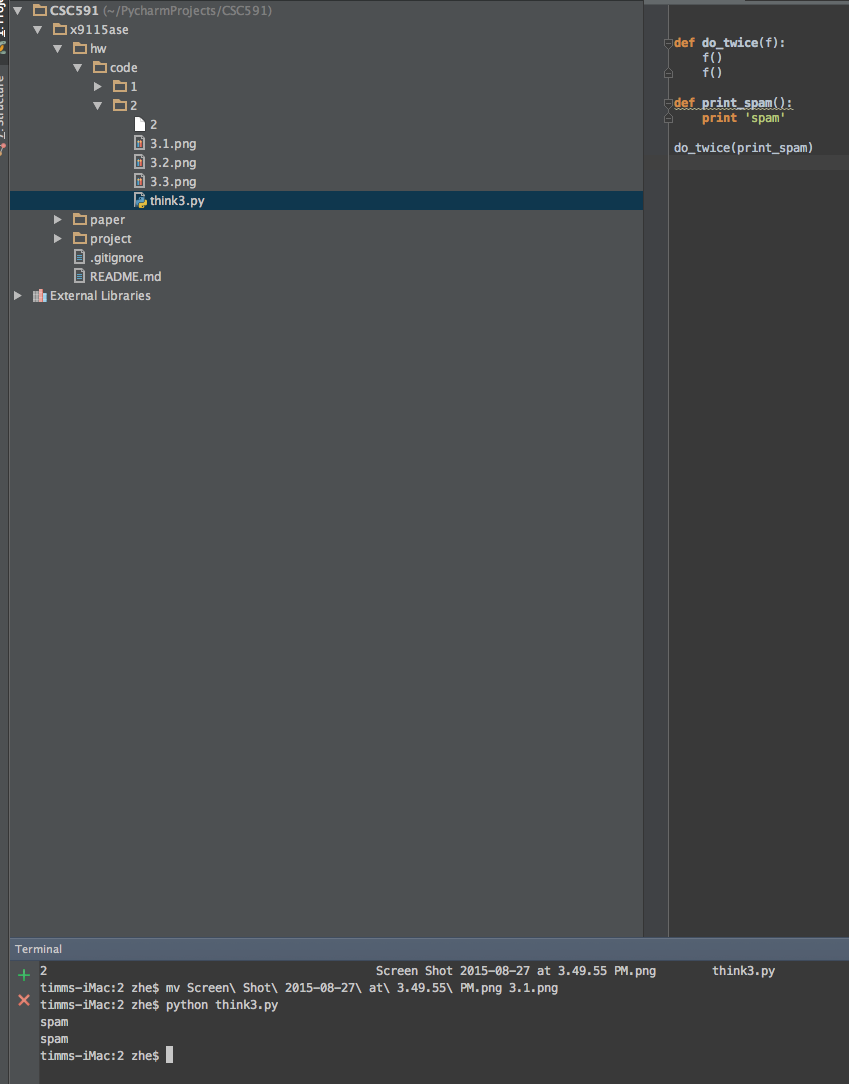 CSC591 (~/PycharmProjects/CSC591)
x9115ase
hw
code
1
2
2
3.1.png
3.2.png
3.3.png
think3.py
paper
project
.gitignore
README.md
External Libraries
Structure
def do_twice(f):
f()
f()
def print_spam():
print 'spam'
do_twice(print_spam)
Terminal
2 Screen Shot 2015-08-27 at 3.49.55 PM.png think3.py
timms-iMac:2 zhe$ mv Screen\ Shot\ 2015-08-27\ at\ 3.49.55\ PM.png 3.1.png
timms-iMac:2 zhe$ python think3.py
spam
spam
timms-iMac:2 zhe$